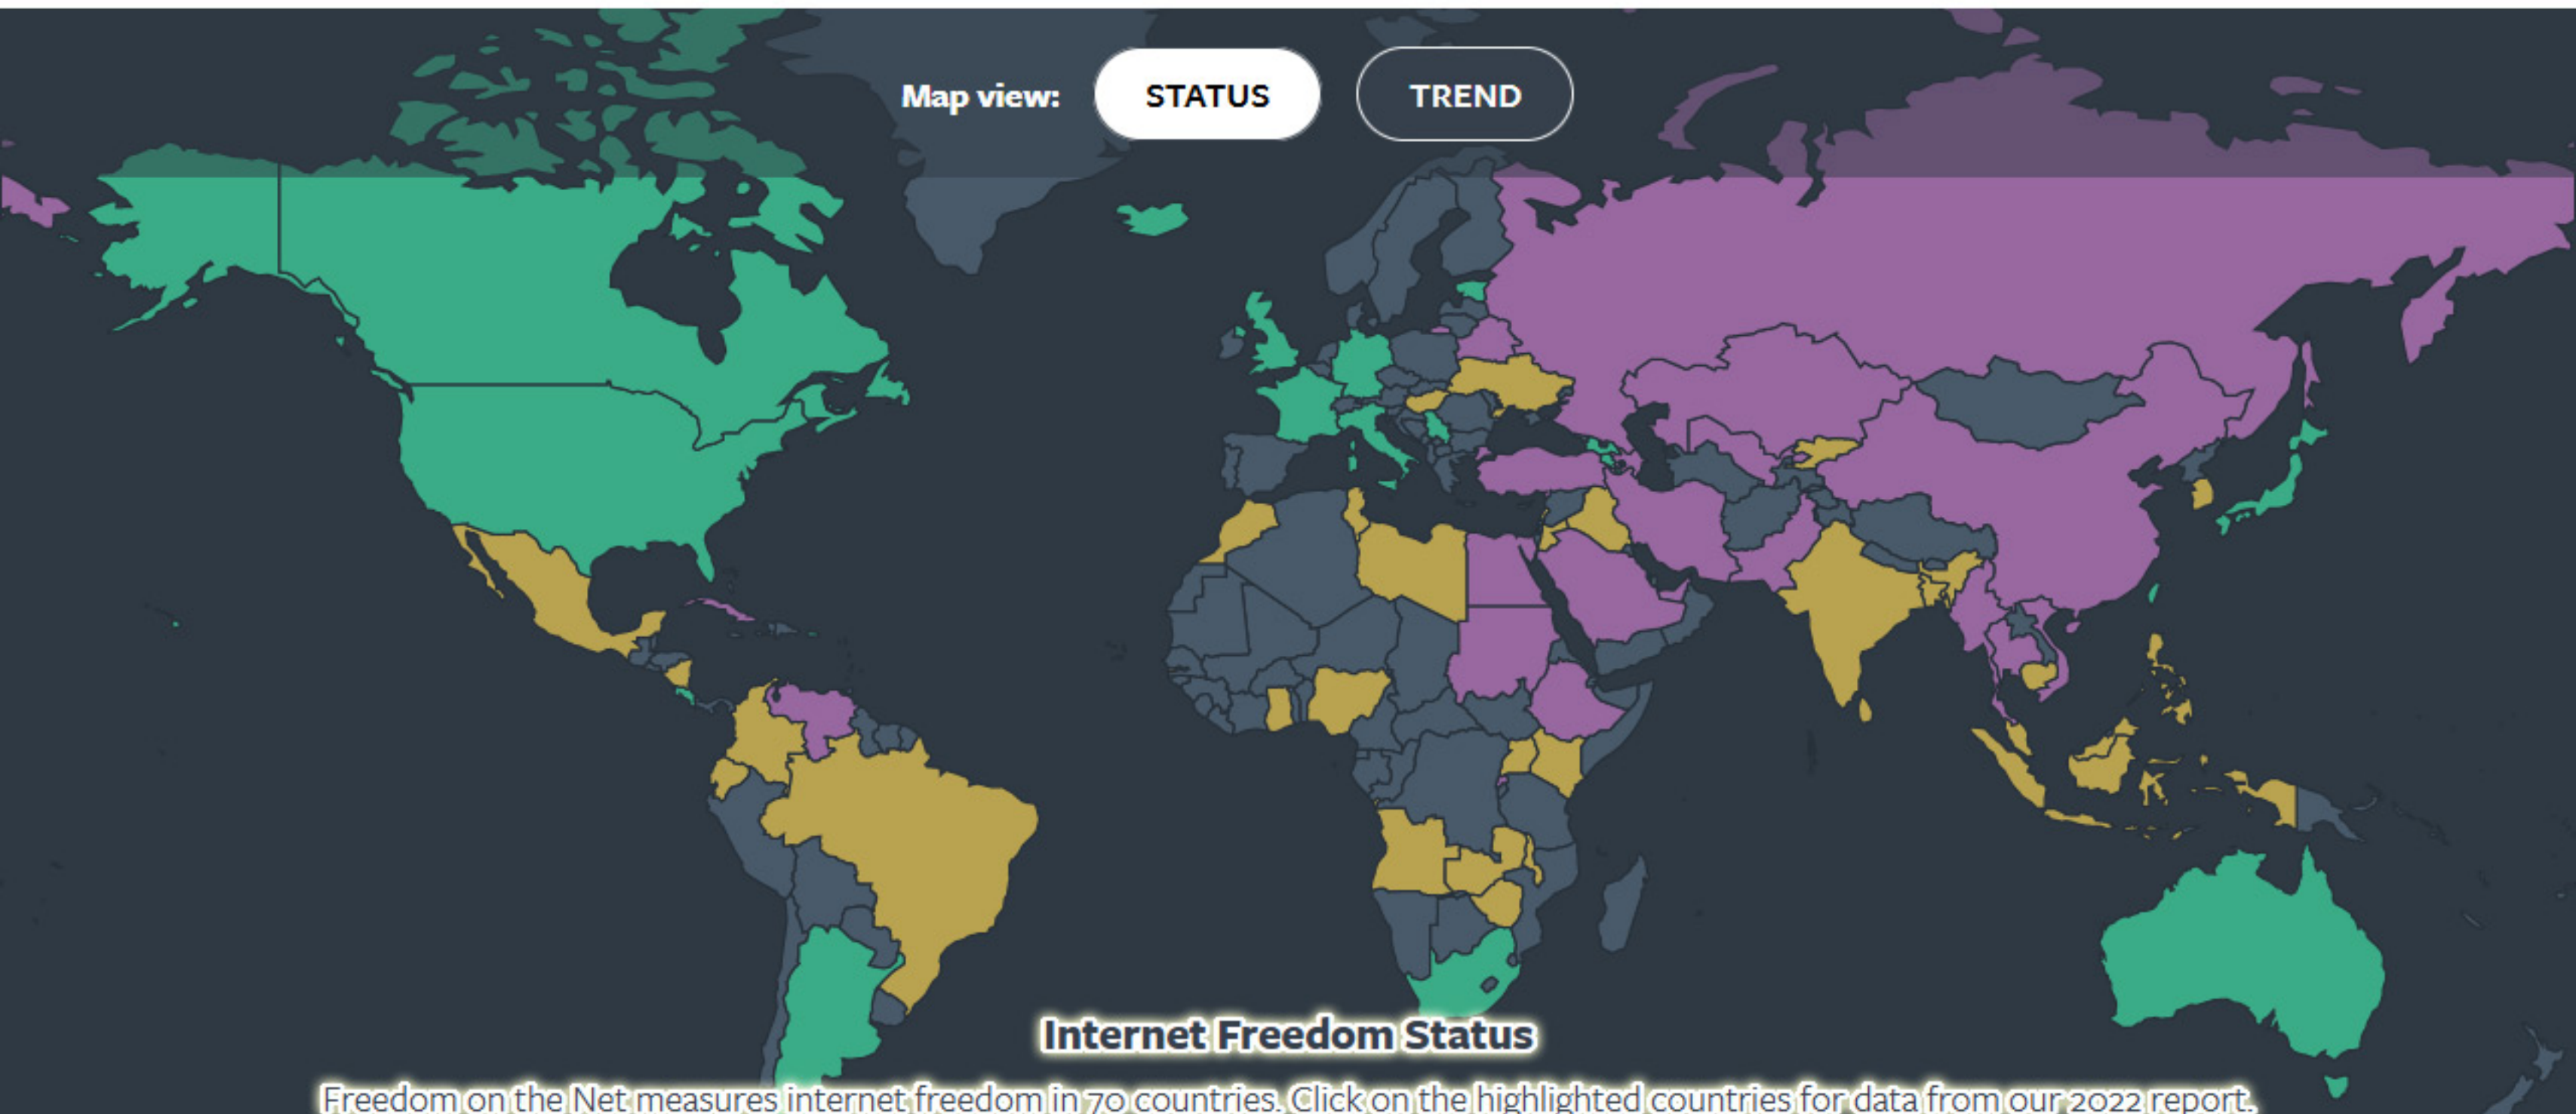 Map view: STATUS TREND
Internet Freedom Status
Freedom on the Net measures internet freedom in 70 countries. Click on the highlighted countries for data from our 2022 report.